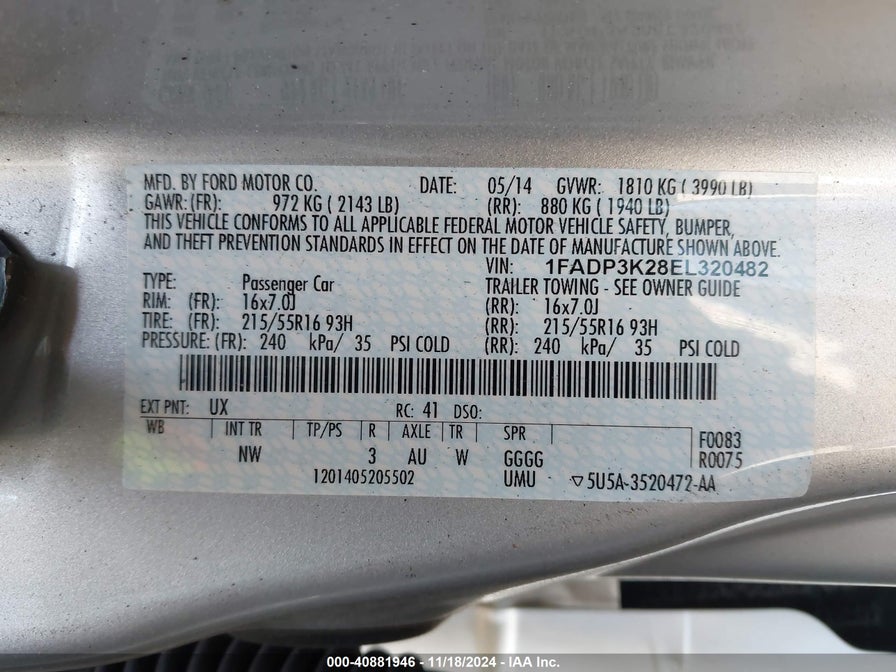 MFD. BY FORD MOTOR CO. DATE: 05/14 GVWR: 1810 KG ( 3990 LB)
GAWR: (FR): 972 KG ( 2143 LB) (RR): 880 KG ( 1940 LB)
THIS VEHICLE CONFORMS TO ALL APPLICABLE FEDERAL MOTOR VEHICLE SAFETY, BUMPER,
AND THEFT PREVENTION STANDARDS IN EFFECT ON THE DATE OF MANUFACTURE SHOWN ABOVE.
VIN: 1FADP3K28EL320482
TYPE: Passenger Car TRAILER TOWING - SEE OWNER GUIDE
RIM: (FR): 16x7.0J (RR): 16x7.0J
TIRE: (FR): 215/55R16 93H (RR): 215/55R16 93H
PRESSURE: (FR): 240 kPa/ 35 PSI COLD (RR): 240 kPa/ 35 PSI COLD
EXT PNT: UX RC: 41 DSO:
WB INT TR TP/PS R AXLE TR SPR F0083
NW 3 AU W GGGG R0075
1201405205502 UMU ▽5U5A-3520472-AA
000-40881946 - 11/18/2024 - IAA Inc.